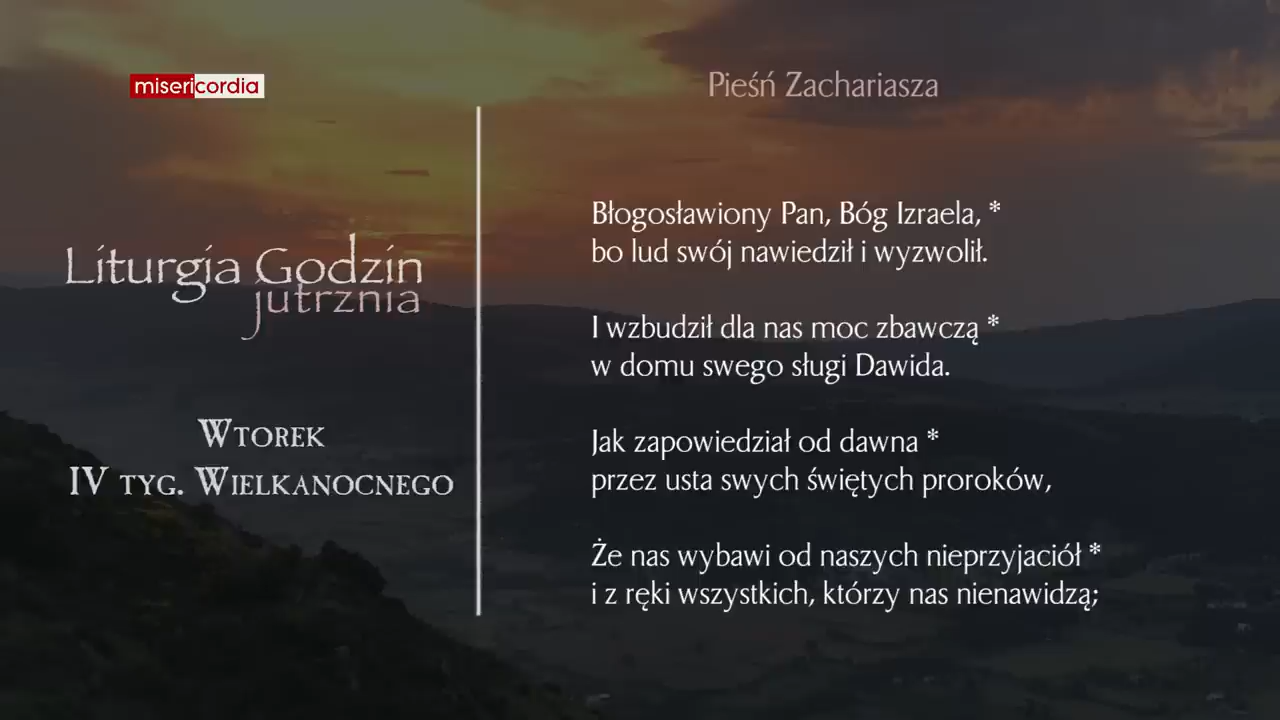 misericordia
Liturgia Godzin
jutrznia
Wtorek
IV tyg. Wielkanocnego
Pieśń Zachariasza
Błogosławiony Pan, Bóg Izraela, *
bo lud swój nawiedził i wyzwolił.
I wzbudził dla nas moc zbawczą *
w domu swego sługi Dawida.
Jak zapowiedział od dawna *
przez usta swych świętych proroków,
Że nas wybawi od naszych nieprzyjaciół *
i z ręki wszystkich, którzy nas nienawidzą;